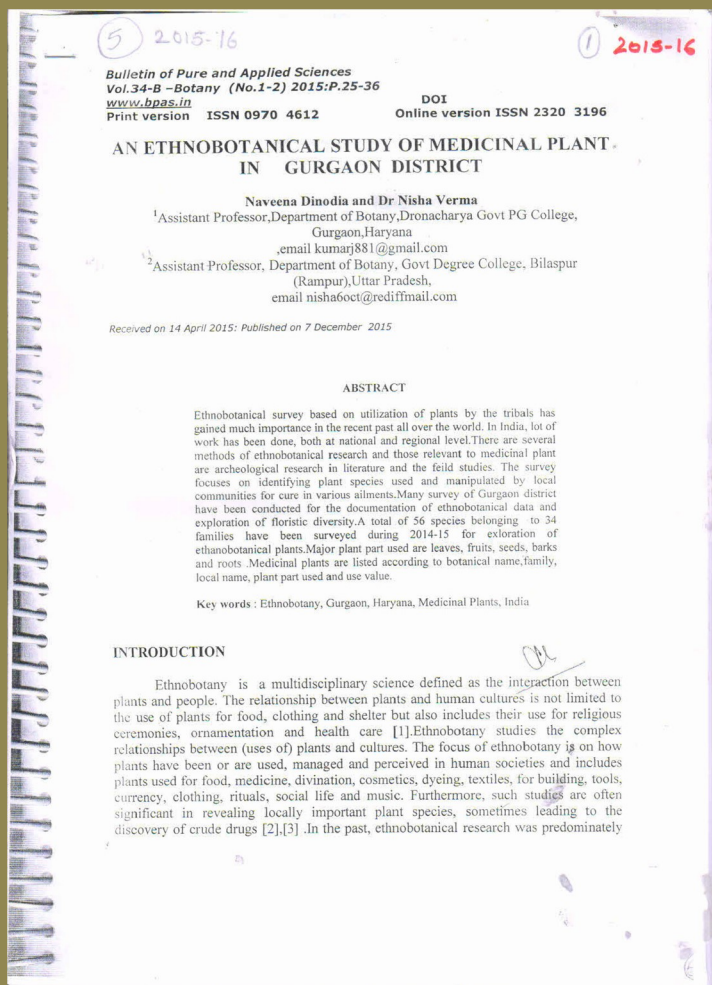 5 2015-16
1 2015-16
Bulletin of Pure and Applied Sciences
Vol.34-B –Botany (No.1-2) 2015:P.25-36
www.bpas.in DOI
Print version ISSN 0970 4612 Online version ISSN 2320 3196
AN ETHNOBOTANICAL STUDY OF MEDICINAL PLANT
IN GURGAON DISTRICT
Naveena Dinodia and Dr Nisha Verma
1Assistant Professor,Department of Botany,Dronacharya Govt PG College,
Gurgaon,Haryana
,email kumarj881@gmail.com
2Assistant Professor, Department of Botany, Govt Degree College, Bilaspur
(Rampur),Uttar Pradesh,
email nisha6oct@rediffmail.com
Received on 14 April 2015: Published on 7 December 2015
ABSTRACT
Ethnobotanical survey based on utilization of plants by the tribals has
gained much importance in the recent past all over the world. In India, lot of
work has been done, both at national and regional level.There are several
methods of ethnobotanical research and those relevant to medicinal plant
are archeological research in literature and the feild studies. The survey
focuses on identifying plant species used and manipulated by local
communities for cure in various ailments.Many survey of Gurgaon district
have been conducted for the documentation of ethnobotanical data and
exploration of floristic diversity.A total of 56 species belonging to 34
families have been surveyed during 2014-15 for exloration of
ethanobotanical plants.Major plant part used are leaves, fruits, seeds, barks
and roots .Medicinal plants are listed according to botanical name,family,
local name, plant part used and use value.
Key words : Ethnobotany, Gurgaon, Haryana, Medicinal Plants, India
INTRODUCTION
Ethnobotany is a multidisciplinary science defined as the interaction between
plants and people. The relationship between plants and human cultures is not limited to
the use of plants for food, clothing and shelter but also includes their use for religious
ceremonies, ornamentation and health care [1].Ethnobotany studies the complex
relationships between (uses of) plants and cultures. The focus of ethnobotany is on how
plants have been or are used, managed and perceived in human societies and includes
plants used for food, medicine, divination, cosmetics, dyeing, textiles, for building, tools,
currency, clothing, rituals, social life and music. Furthermore, such studies are often
significant in revealing locally important plant species, sometimes leading to the
discovery of crude drugs [2],[3] .In the past, ethnobotanical research was predominately